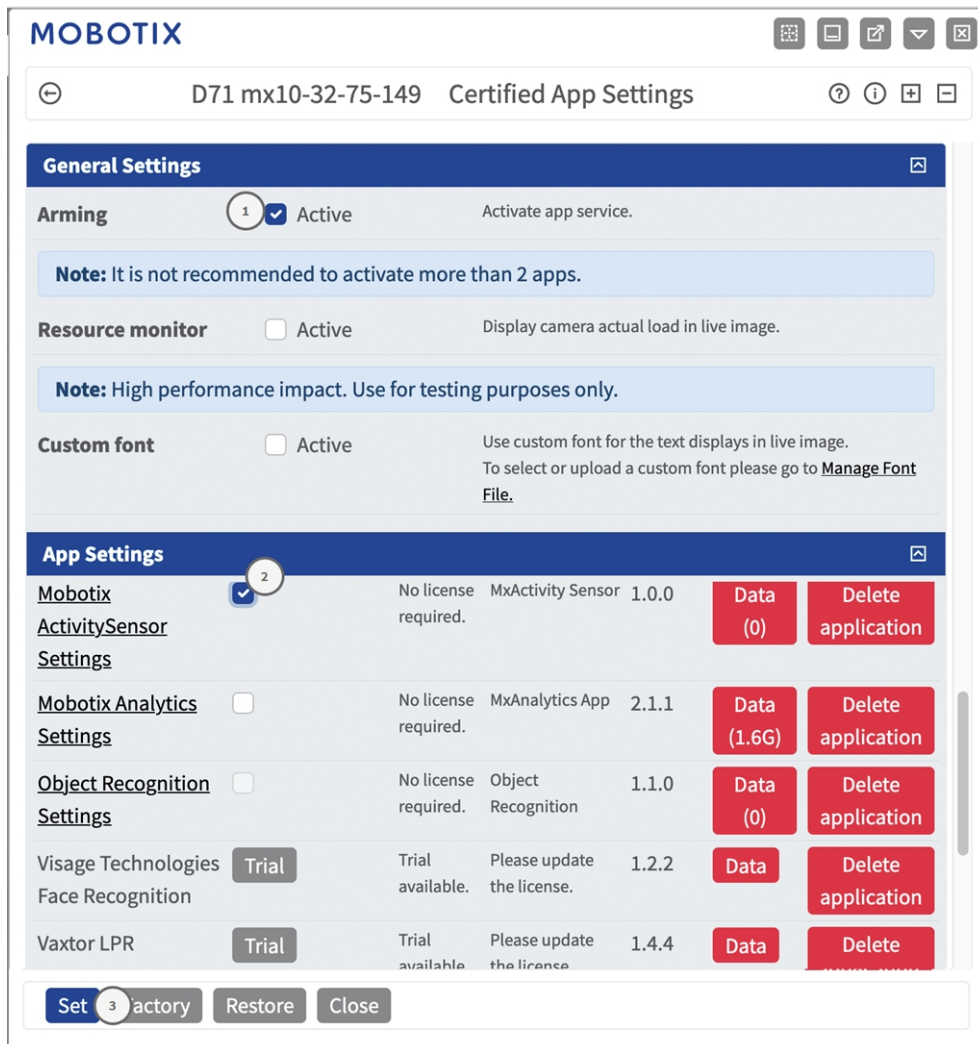 MOBOTIX
D71 mx10-32-75-149 Certified App Settings
General Settings
Arming 1 Active Activate app service.
Note: It is not recommended to activate more than 2 apps.
Resource monitor Active Display camera actual load in live image.
Note: High performance impact. Use for testing purposes only.
Custom font Active Use custom font for the text displays in live image.
To select or upload a custom font please go to Manage Font
File.
App Settings
2
Mobotix No license MxActivity Sensor 1.0.0 Data Delete
ActivitySensor required. (0) application
Settings
Mobotix Analytics No license MxAnalytics App 2.1.1 Data Delete
Settings required. (1.6G) application
Object Recognition No license Object 1.1.0 Data Delete
Settings required. Recognition (0) application
Visage Technologies Trial Trial Please update 1.2.2 Data Delete
Face Recognition available. the license. application
Vaxtor LPR Trial Trial Please update 1.4.4 Data Delete
available the license
Set 3 actory Restore Close